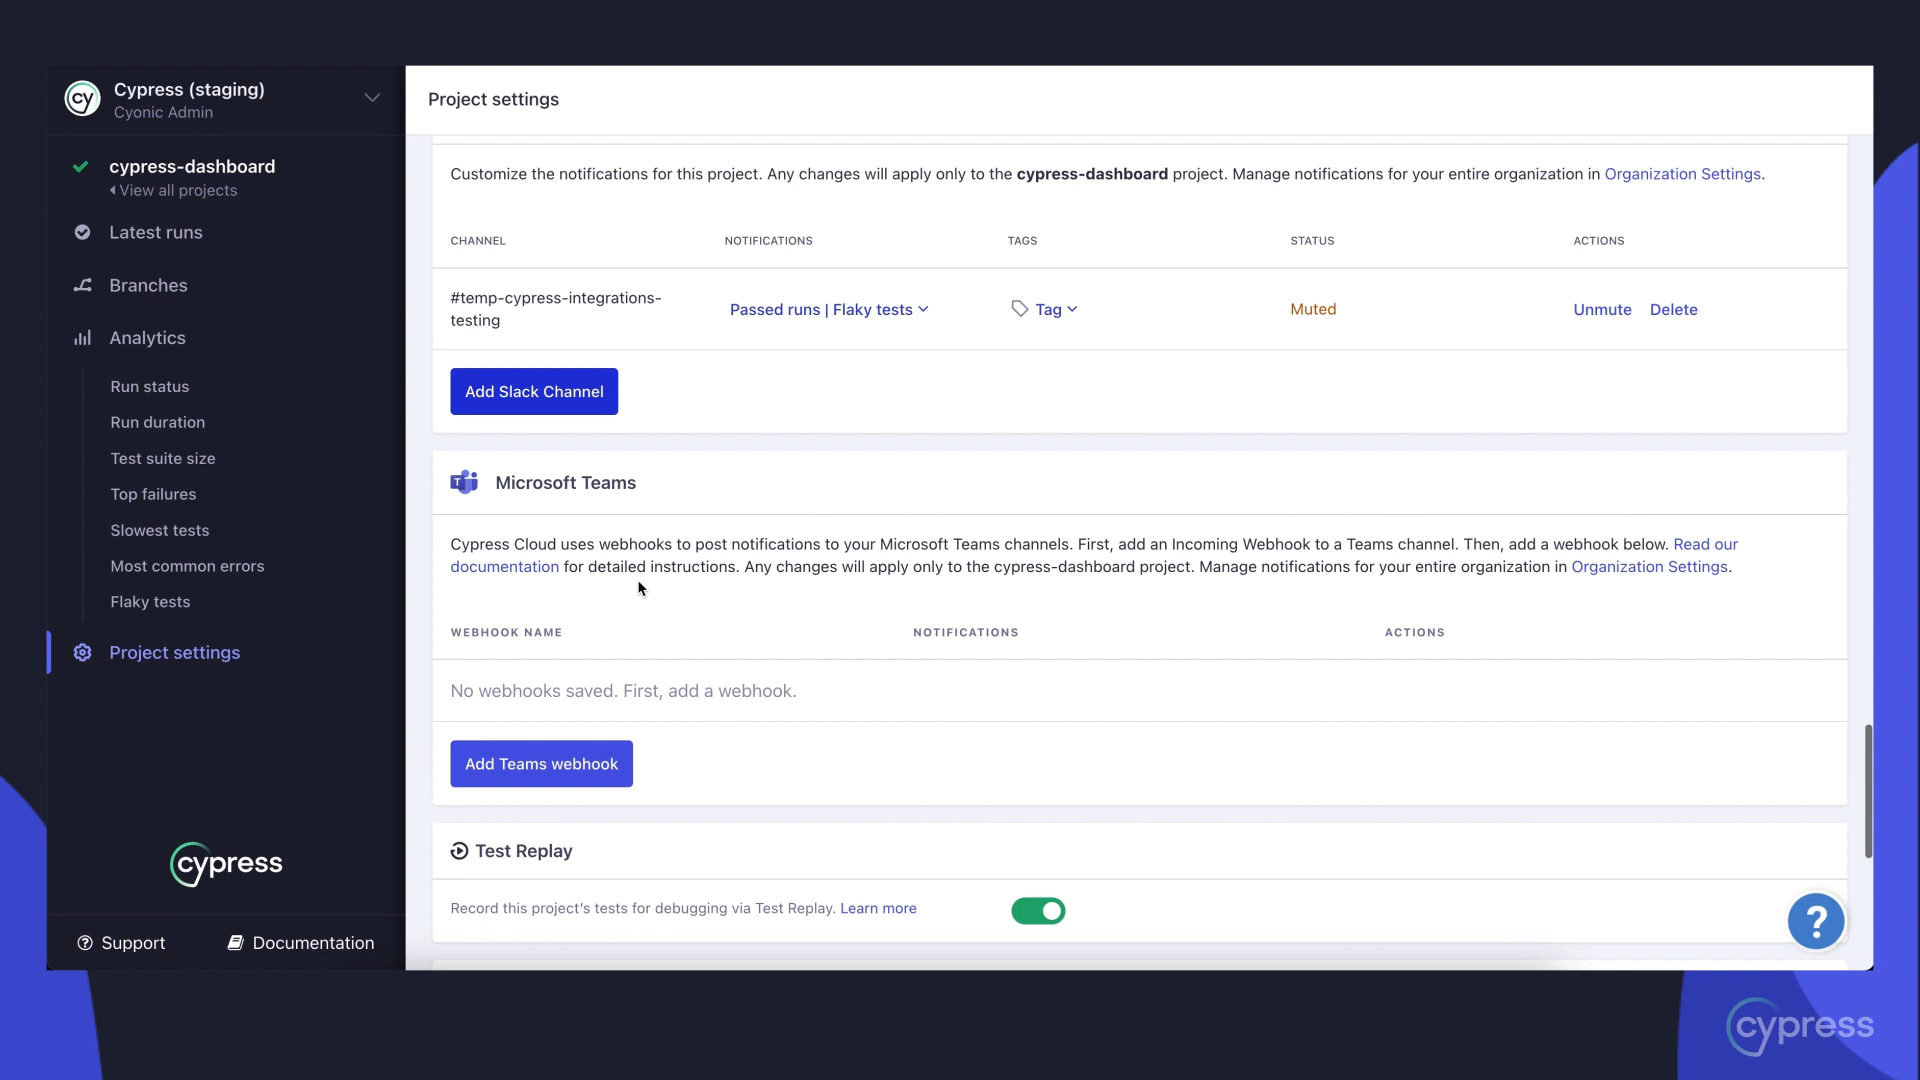 cy
Cypress (staging)
Cyonic Admin
cypress-dashboard
View all projects
Latest runs
Branches
Analytics
Run status
Run duration
Test suite size
Top failures
Slowest tests
Most common errors
Flaky tests
Project settings
cypress
Support
Documentation
Project settings
Customize the notifications for this project. Any changes will apply only to the cypress-dashboard project. Manage notifications for your entire organization in Organization Settings.
CHANNEL NOTIFICATIONS TAGS STATUS ACTIONS
#temp-cypress-integrations-
testing
Passed runs | Flaky tests
Tag
Muted
Unmute Delete
Add Slack Channel
T
Microsoft Teams
Cypress Cloud uses webhooks to post notifications to your Microsoft Teams channels. First, add an Incoming Webhook to a Teams channel. Then, add a webhook below. Read our
documentation for detailed instructions. Any changes will apply only to the cypress-dashboard project. Manage notifications for your entire organization in Organization Settings.
WEBHOOK NAME NOTIFICATIONS ACTIONS
No webhooks saved. First, add a webhook.
Add Teams webhook
Test Replay
Record this project's tests for debugging via Test Replay. Learn more
?
cypress